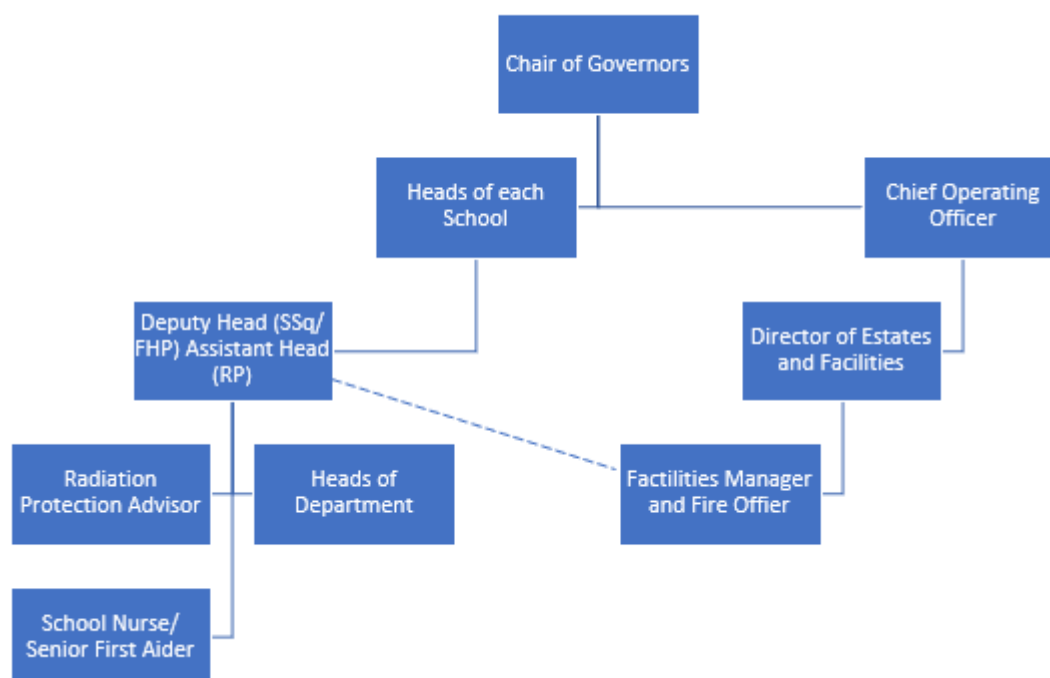 Chair of Governors
Heads of each
School
Chief Operating
Officer
Deputy Head (SSq/
FHP) Assistant Head
(RP)
Director of Estates
and Facilities
Radiation
Protection Advisor
Heads of
Department
Factilities Manager
and Fire Offier
School Nurse/
Senior First Aider